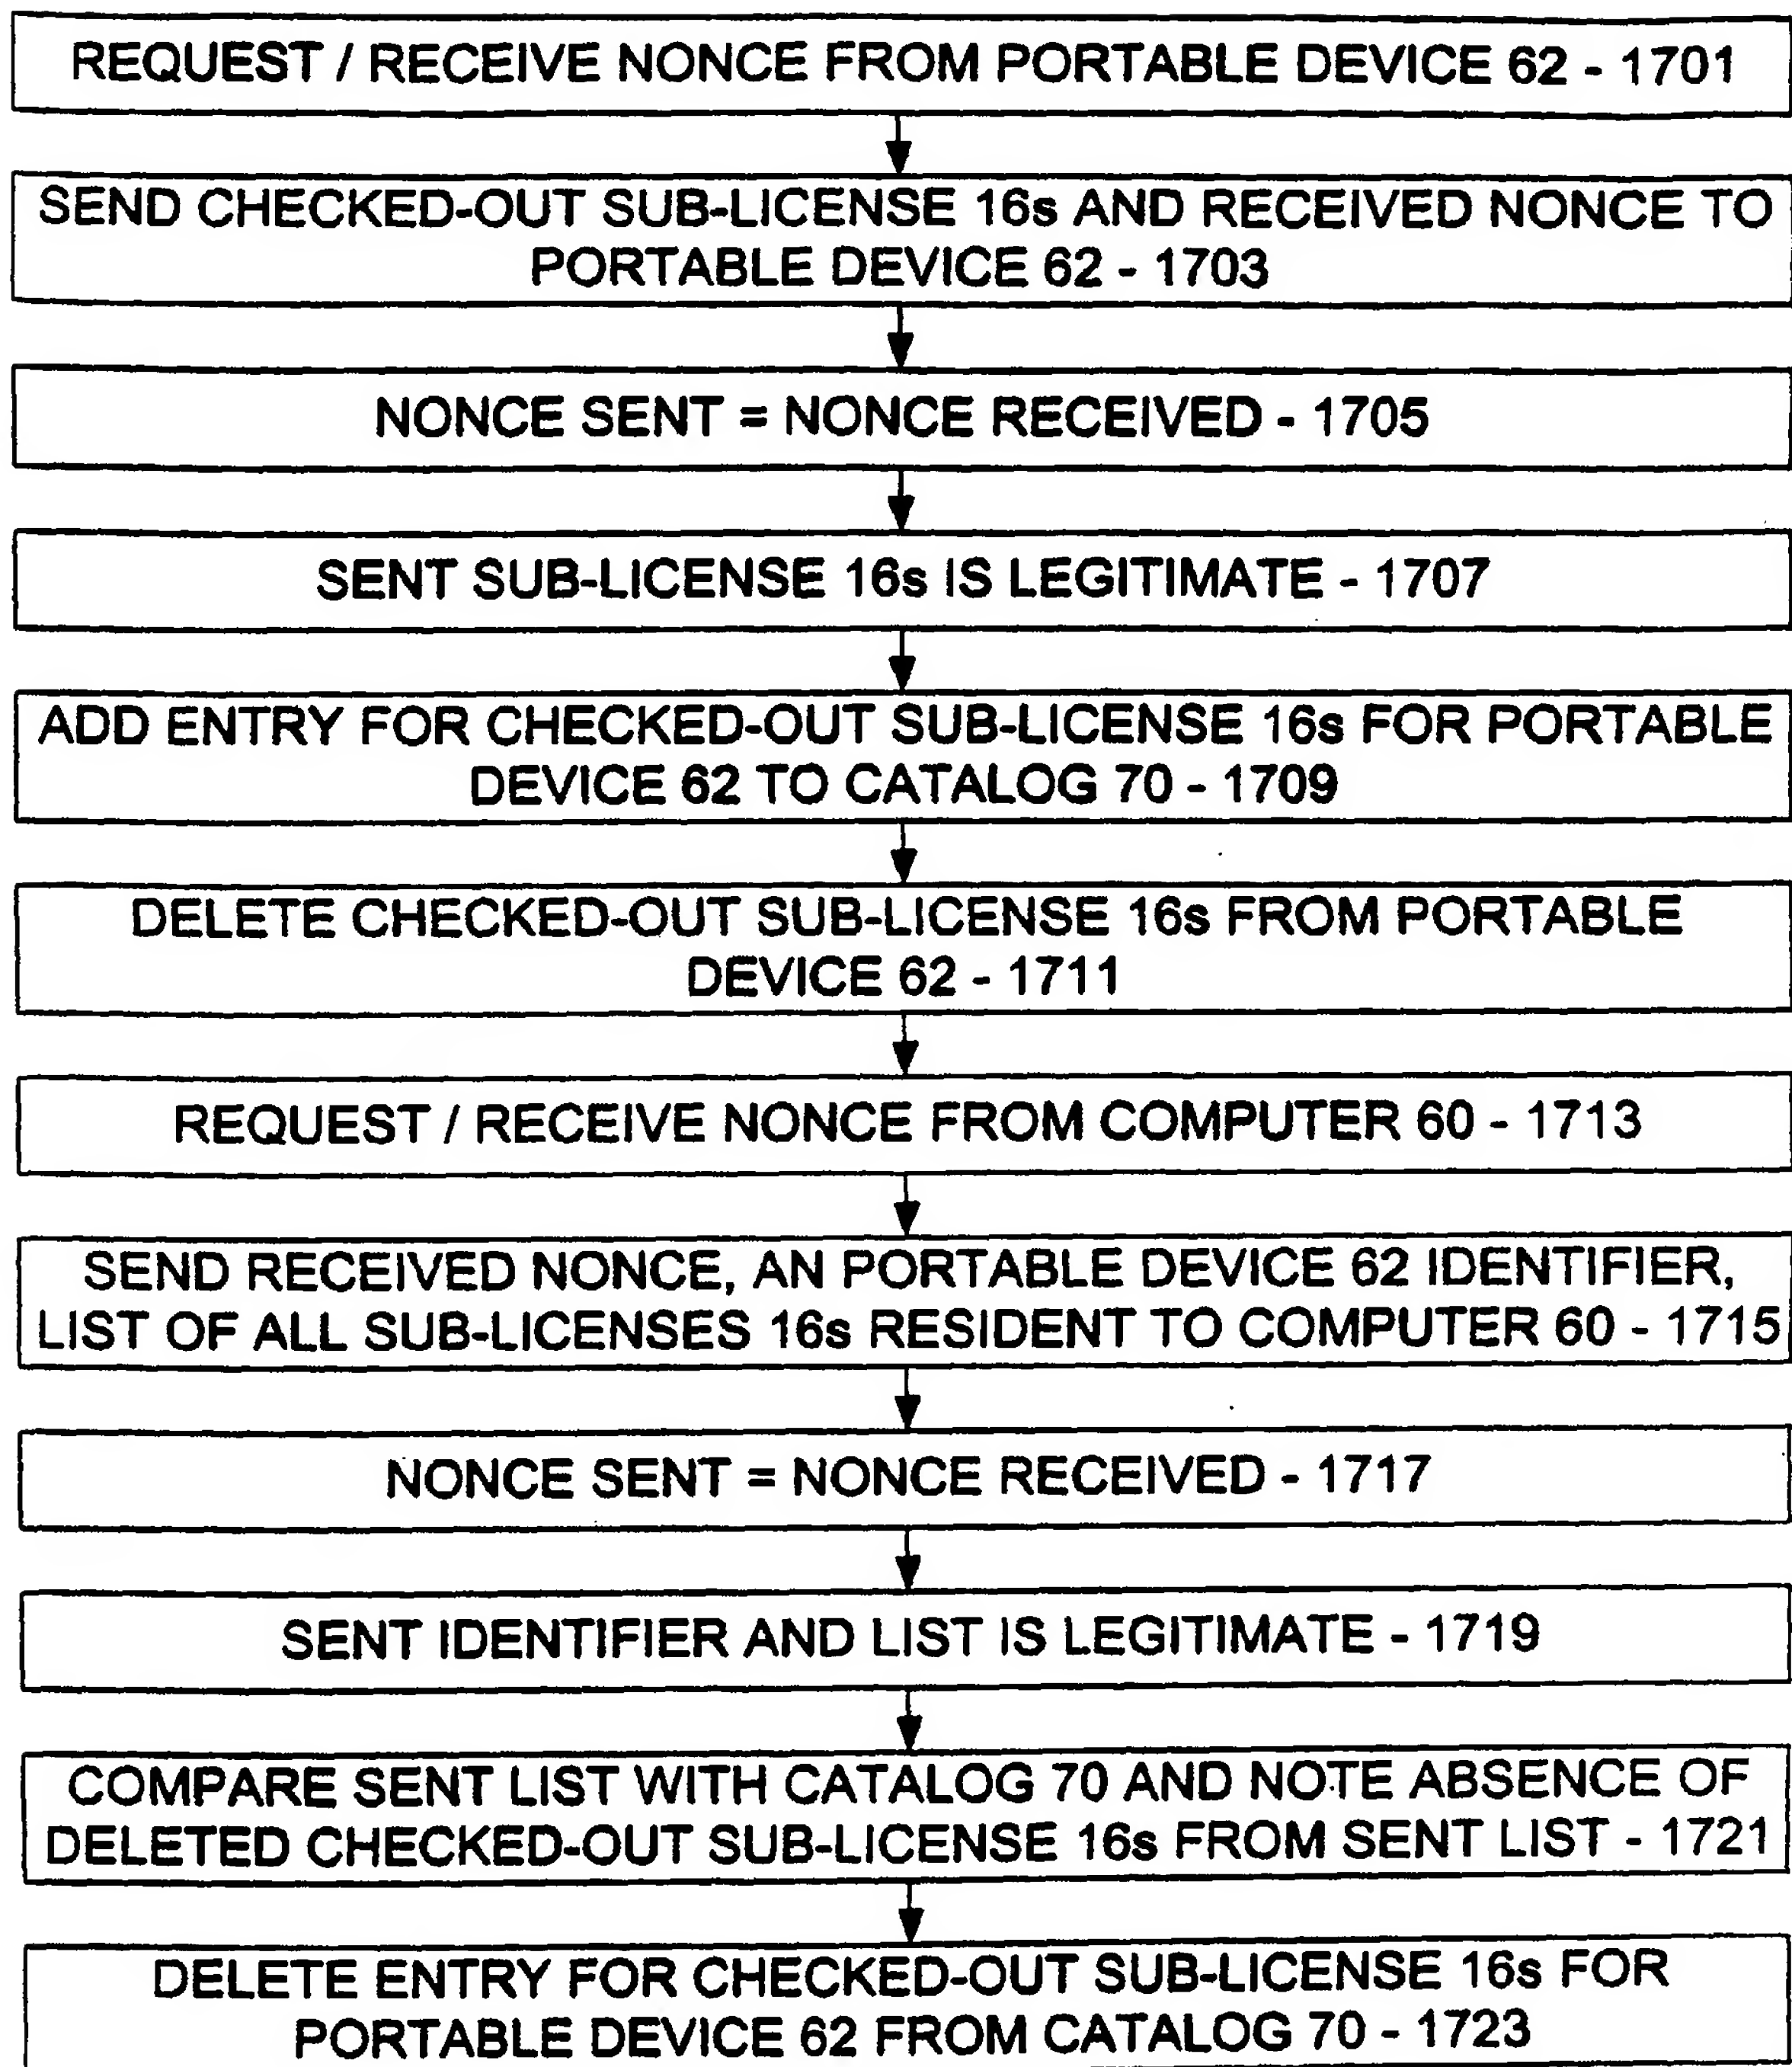 REQUEST / RECEIVE NONCE FROM PORTABLE DEVICE 62 - 1701
SEND CHECKED-OUT SUB-LICENSE 16s AND RECEIVED NONCE TO
PORTABLE DEVICE 62 - 1703
NONCE SENT = NONCE RECEIVED - 1705
SENT SUB-LICENSE 16s IS LEGITIMATE - 1707
ADD ENTRY FOR CHECKED-OUT SUB-LICENSE 16s FOR PORTABLE
DEVICE 62 TO CATALOG 70 - 1709
DELETE CHECKED-OUT SUB-LICENSE 16s FROM PORTABLE
DEVICE 62 - 1711
REQUEST / RECEIVE NONCE FROM COMPUTER 60 - 1713
SEND RECEIVED NONCE, AN PORTABLE DEVICE 62 IDENTIFIER,
LIST OF ALL SUB-LICENSES 16s RESIDENT TO COMPUTER 60 - 1715
NONCE SENT = NONCE RECEIVED - 1717
SENT IDENTIFIER AND LIST IS LEGITIMATE - 1719
COMPARE SENT LIST WITH CATALOG 70 AND NOTE ABSENCE OF
DELETED CHECKED-OUT SUB-LICENSE 16s FROM SENT LIST - 1721
DELETE ENTRY FOR CHECKED-OUT SUB-LICENSE 16s FOR
PORTABLE DEVICE 62 FROM CATALOG 70 - 1723